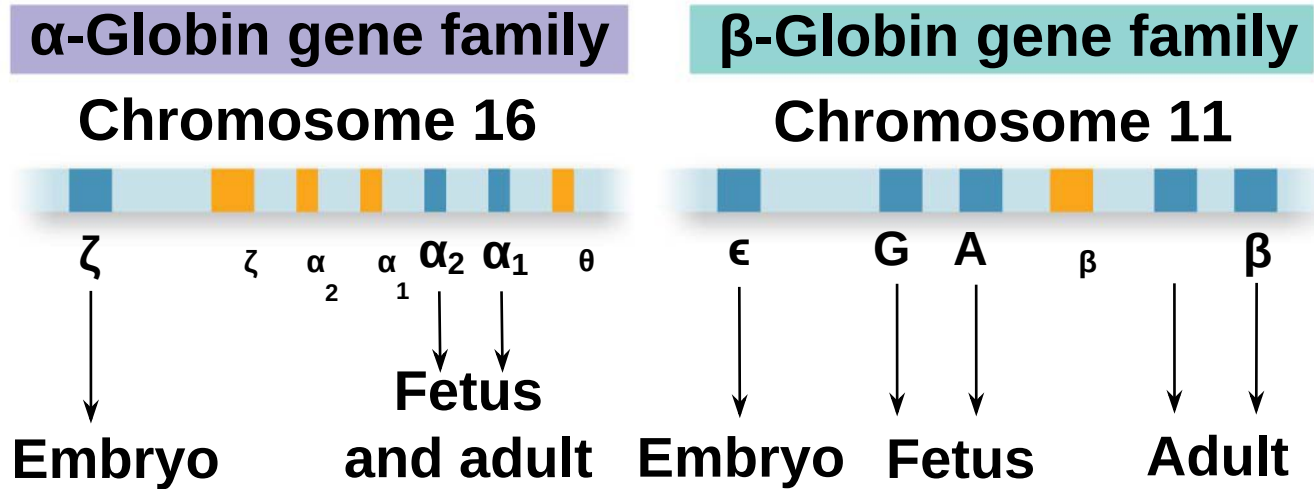 α-Globin gene family
Chromosome 16
ζ ζ α2 α1 α2 α1 θ
Embryo
Fetus
and adult
β-Globin gene family
Chromosome 11
ϵ G A β β
Embryo Fetus Adult